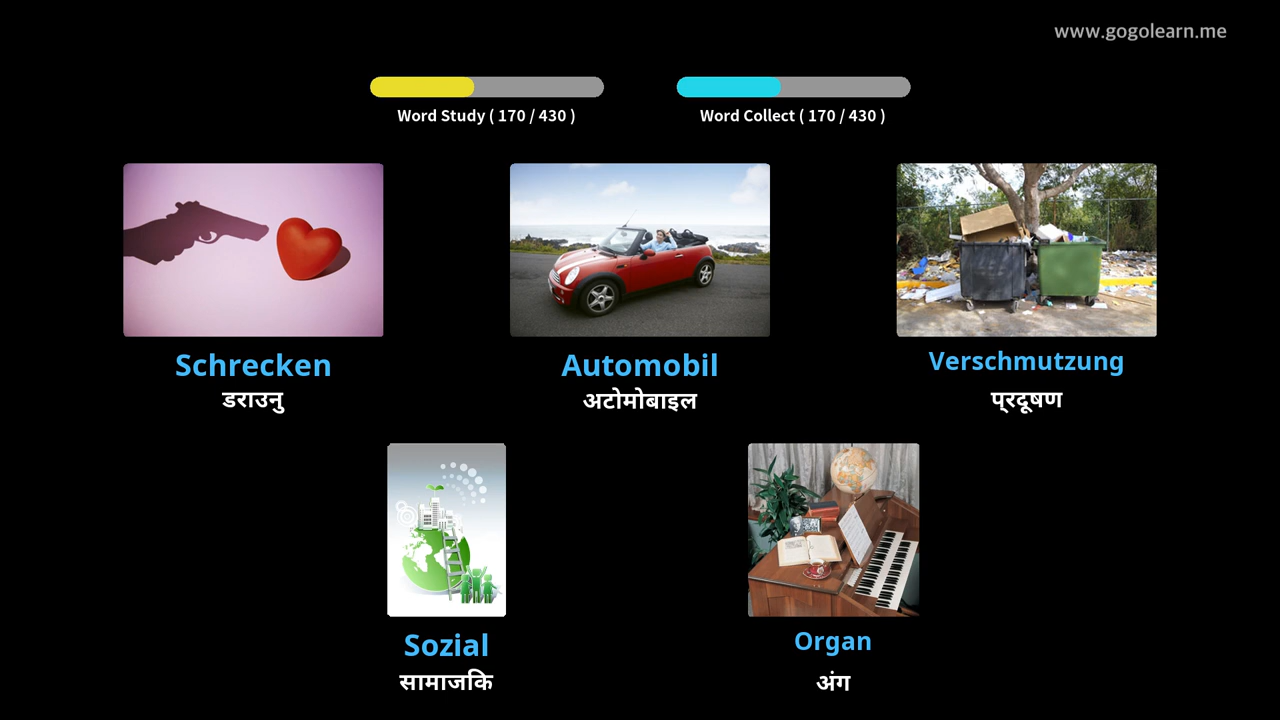 www.gogolearn.me
Word Study ( 170 / 430 )
Word Collect ( 170 / 430 )
Schrecken
डराउनु
Automobil
अटोमोबाइल
Verschmutzung
प्रदूषण
Sozial
सामाजिक
Organ
अंग